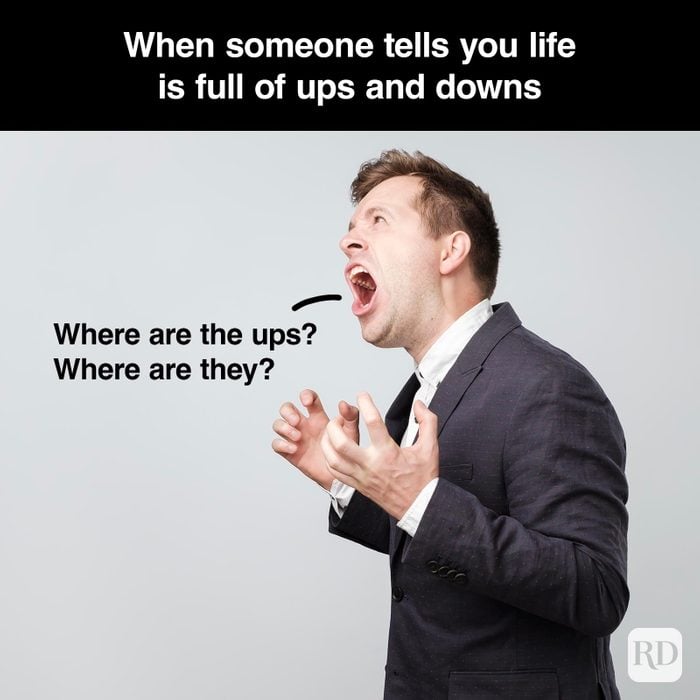 When someone tells you life
is full of ups and downs
Where are the ups?
Where are they?
RD